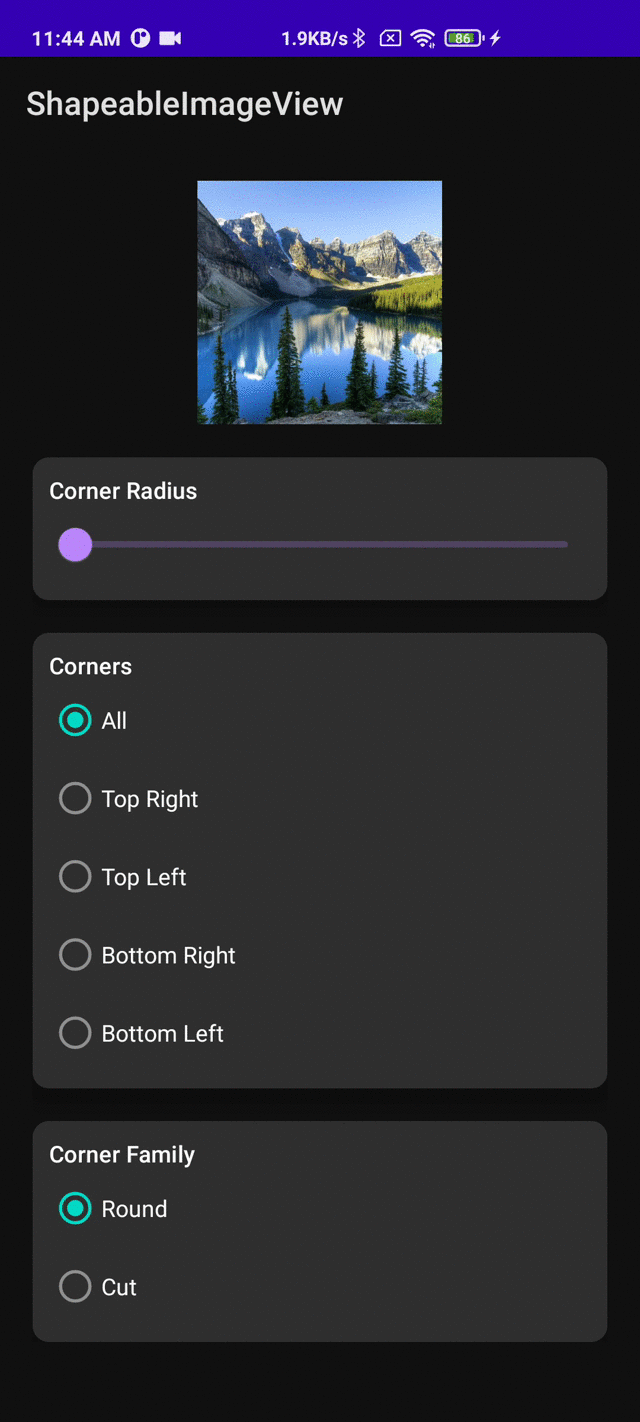 11:44 AM 1.9KB/s 86
ShapeableImageView
Corner Radius
Corners
All
Top Right
Top Left
Bottom Right
Bottom Left
Corner Family
Round
Cut